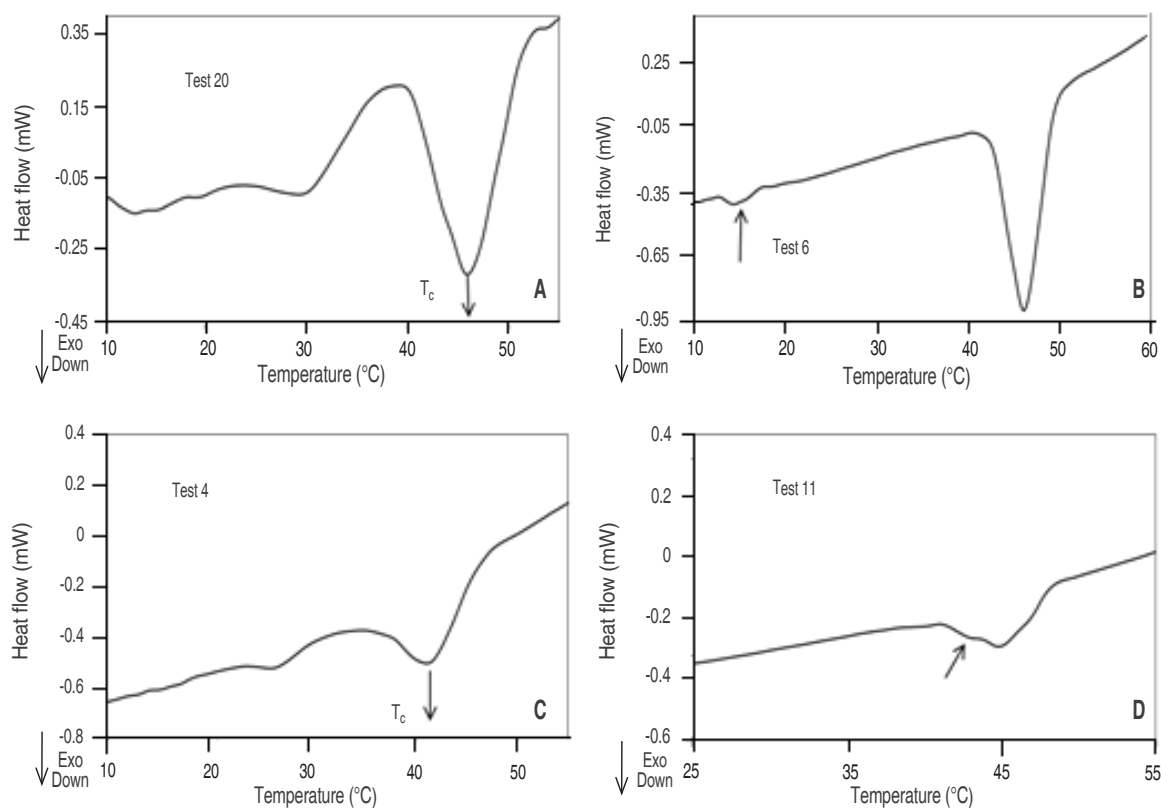 0.35
0.15
-0.05
-0.25
-0.45
Heat flow (mW)
Test 20
T_c
A
10 20 30 40 50
Exo
Down
Temperature (°C)
0.25
-0.05
-0.35
-0.65
-0.95
Heat flow (mW)
Test 6
B
10 20 30 40 50 60
Exo
Down
Temperature (°C)
0.4
0.2
0
-0.2
-0.4
-0.6
-0.8
Heat flow (mW)
Test 4
T_c
C
10 20 30 40 50
Exo
Down
Temperature (°C)
0.4
0.2
0
-0.2
-0.4
-0.6
Heat flow (mW)
Test 11
D
25 35 45 55
Exo
Down
Temperature (°C)